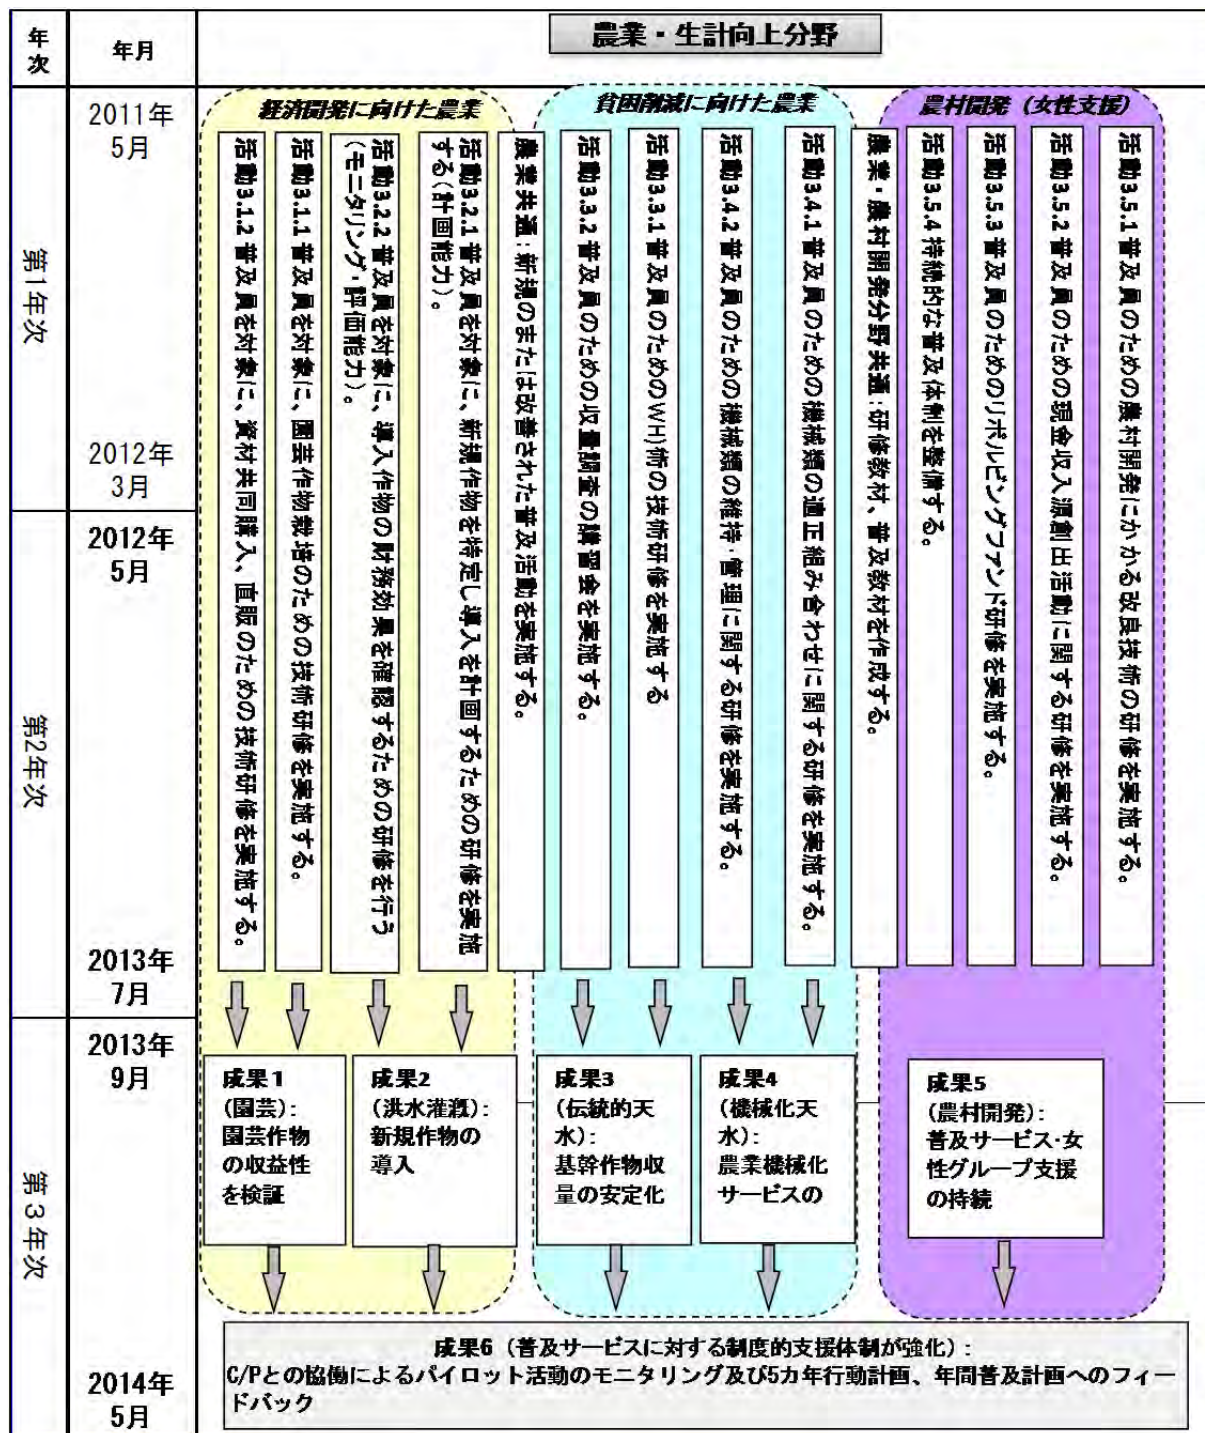 年次
年月
農業・生計向上分野
第1年次
2011年
5月
2012年
3月
第2年次
2012年
5月
2013年
7月
第３年次
2013年
9月
2014年
5月
経済開発に向けた農業
活動3.1.2 普及員を対象に、資材共同購入、直販のための技術研修を実施する。
活動3.1.1 普及員を対象に、園芸作物栽培のための技術研修を実施する。
活動3.2.2 普及員を対象に、導入作物の財務効果を確認するための研修を行う
(モニタリング・評価能力)。
活動3.2.1 普及員を対象に、新規作物を特定し導入を計画するための研修を実施
する(計画能力)。
農業共通：新規のまたは改善された普及活動を実施する。
貧困削減に向けた農業
活動3.3.2 普及員のための収量調査の講習会を実施する。
活動3.3.1 普及員のためのWH)術の技術研修を実施する
活動3.4.2 普及員のための機械類の維持・管理に関する研修を実施する。
活動3.4.1 普及員のための機械類の適正組み合わせに関する研修を実施する。
農業・農村開発分野共通：研修教材、普及教材を作成する。
農村開発（女性支援）
活動3.5.4 持続的な普及体制を整備する。
活動3.5.3 普及員のためのリボルビングファンド研修を実施する。
活動3.5.2 普及員のための現金収入源創出活動に関する研修を実施する。
活動3.5.1 普及員のための農村開発にかかる改良技術の研修を実施する。
成果1
(園芸)：
園芸作物
の収益性
を検証
成果2
(洪水灌漑)：
新規作物の
導入
成果3
(伝統的天
水)：
基幹作物収
量の安定化
成果4
(機械化天
水)：
農業機械化
サービスの
成果5
(農村開発)：
普及サービス・女
性グループ支援
の持続
成果6（普及サービスに対する制度的支援体制が強化）：
C/Pとの協働によるパイロット活動のモニタリング及び5カ年行動計画、年間普及計画へのフィー
ドバック